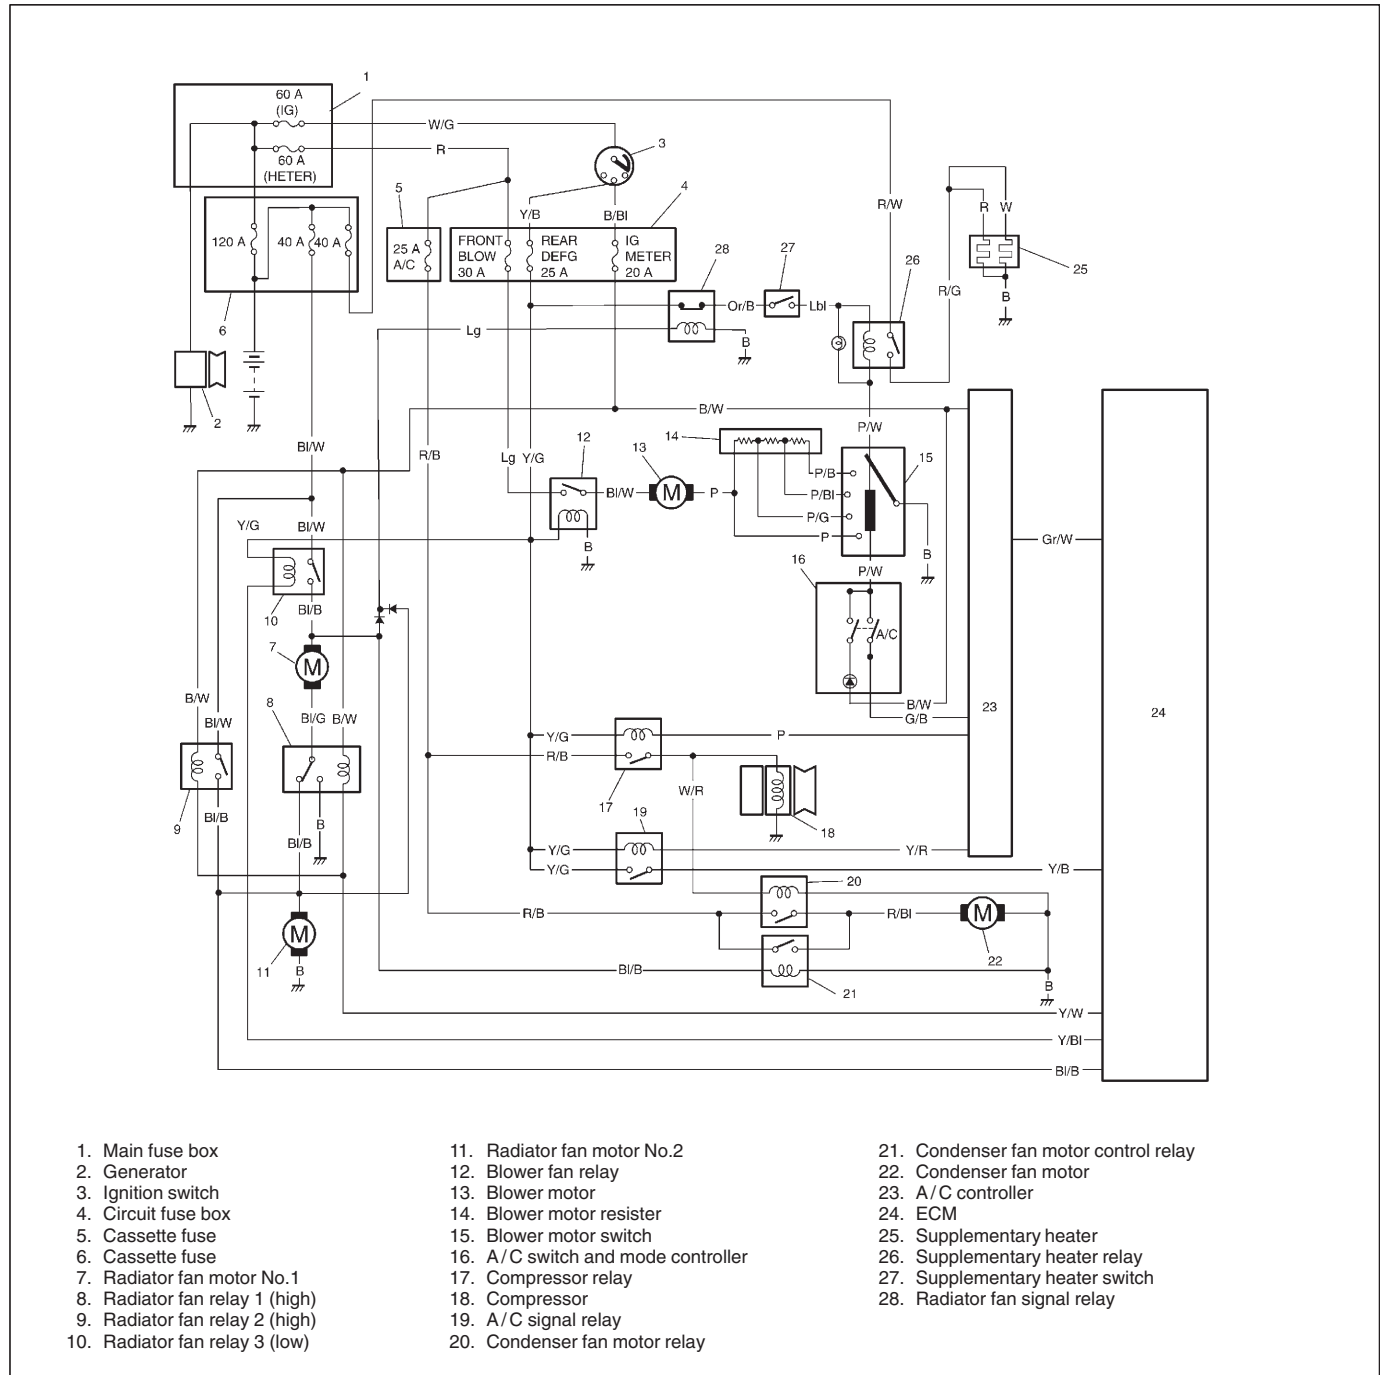 1
60 A
(IG)
W/G
3
R
60 A
(HETER)
5
4
Y/B
B/Bl
R/W
R
W
120 A
40 A
40 A
25 A
A/C
FRONT
BLOW
30 A
REAR
DEFG
25 A
IG
METER
20 A
28
27
26
25
6
Or/B
Lbl
R/G
B
Lg
B
2
B/W
P/W
Bl/W
R/B
Lg
Y/G
12
13
14
15
P/B
Bl/W
M
P
P/Bl
Y/G
Bl/W
P/G
P
B
B
Gr/W
16
P/W
10
Bl/B
A/C
7
M
B/W
Bl/W
8
Bl/G
B/W
B/W
G/B
23
24
Y/G
P
R/B
17
W/R
18
9
Bl/B
B
Bl/B
19
Y/G
Y/R
Y/G
Y/B
20
R/B
R/Bl
M
22
M
11
B
Bl/B
21
B
Y/W
Y/Bl
Bl/B
1. Main fuse box
2. Generator
3. Ignition switch
4. Circuit fuse box
5. Cassette fuse
6. Cassette fuse
7. Radiator fan motor No.1
8. Radiator fan relay 1 (high)
9. Radiator fan relay 2 (high)
10. Radiator fan relay 3 (low)
11. Radiator fan motor No.2
12. Blower fan relay
13. Blower motor
14. Blower motor resister
15. Blower motor switch
16. A/C switch and mode controller
17. Compressor relay
18. Compressor
19. A/C signal relay
20. Condenser fan motor relay
21. Condenser fan motor control relay
22. Condenser fan motor
23. A/C controller
24. ECM
25. Supplementary heater
26. Supplementary heater relay
27. Supplementary heater switch
28. Radiator fan signal relay